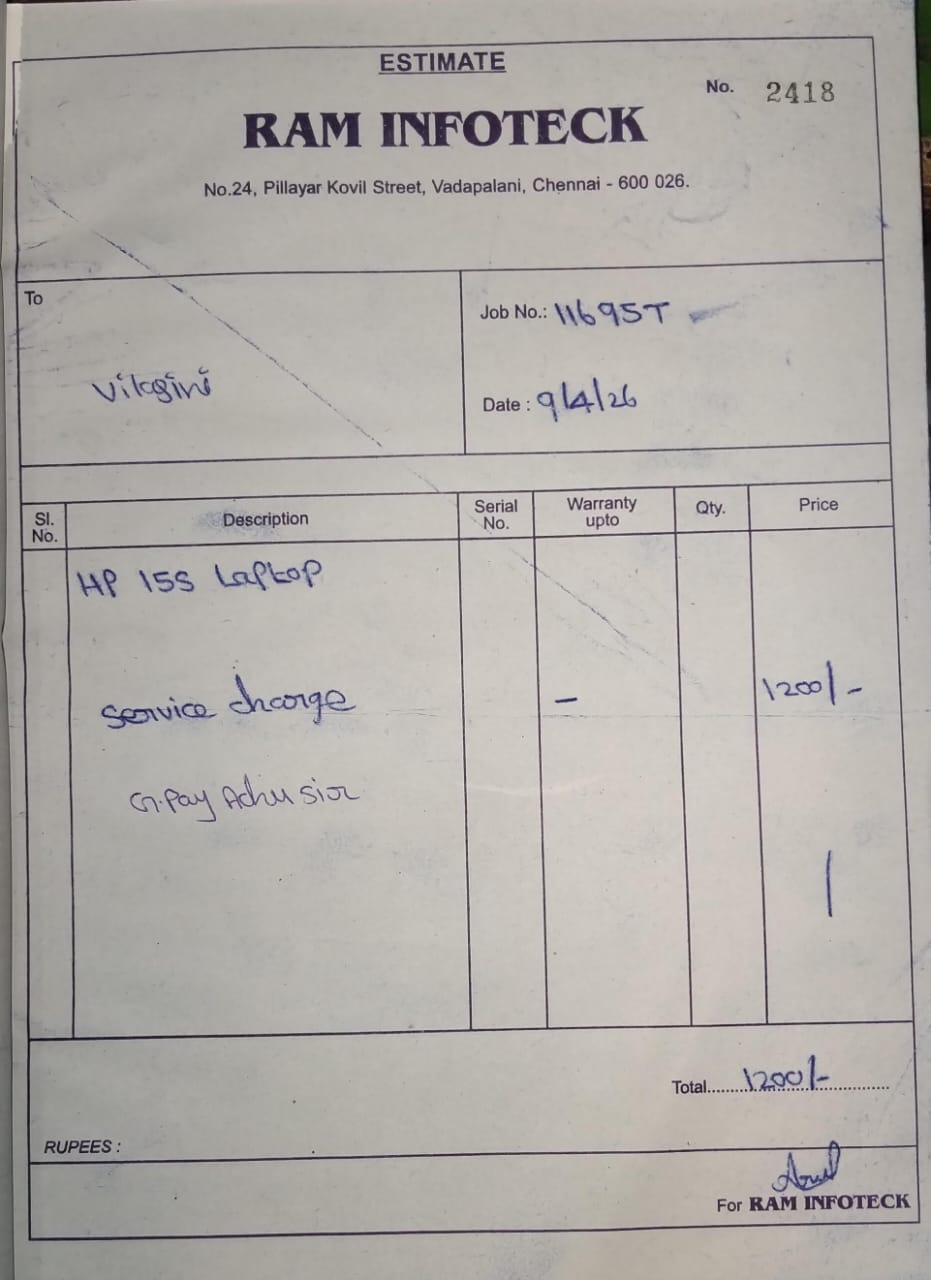 ESTIMATE
No. 2418
RAM INFOTECK
No.24, Pillayar Kovil Street, Vadapalani, Chennai - 600 026.
To
Job No.: 11695T
Vilagini
Date : 9/4/26
Sl. No. Description Serial No. Warranty upto Qty. Price
HP 15S Laptop
Service charge - 1200/-
G.Pay
Total 1200/-
RUPEES :
For RAM INFOTECK